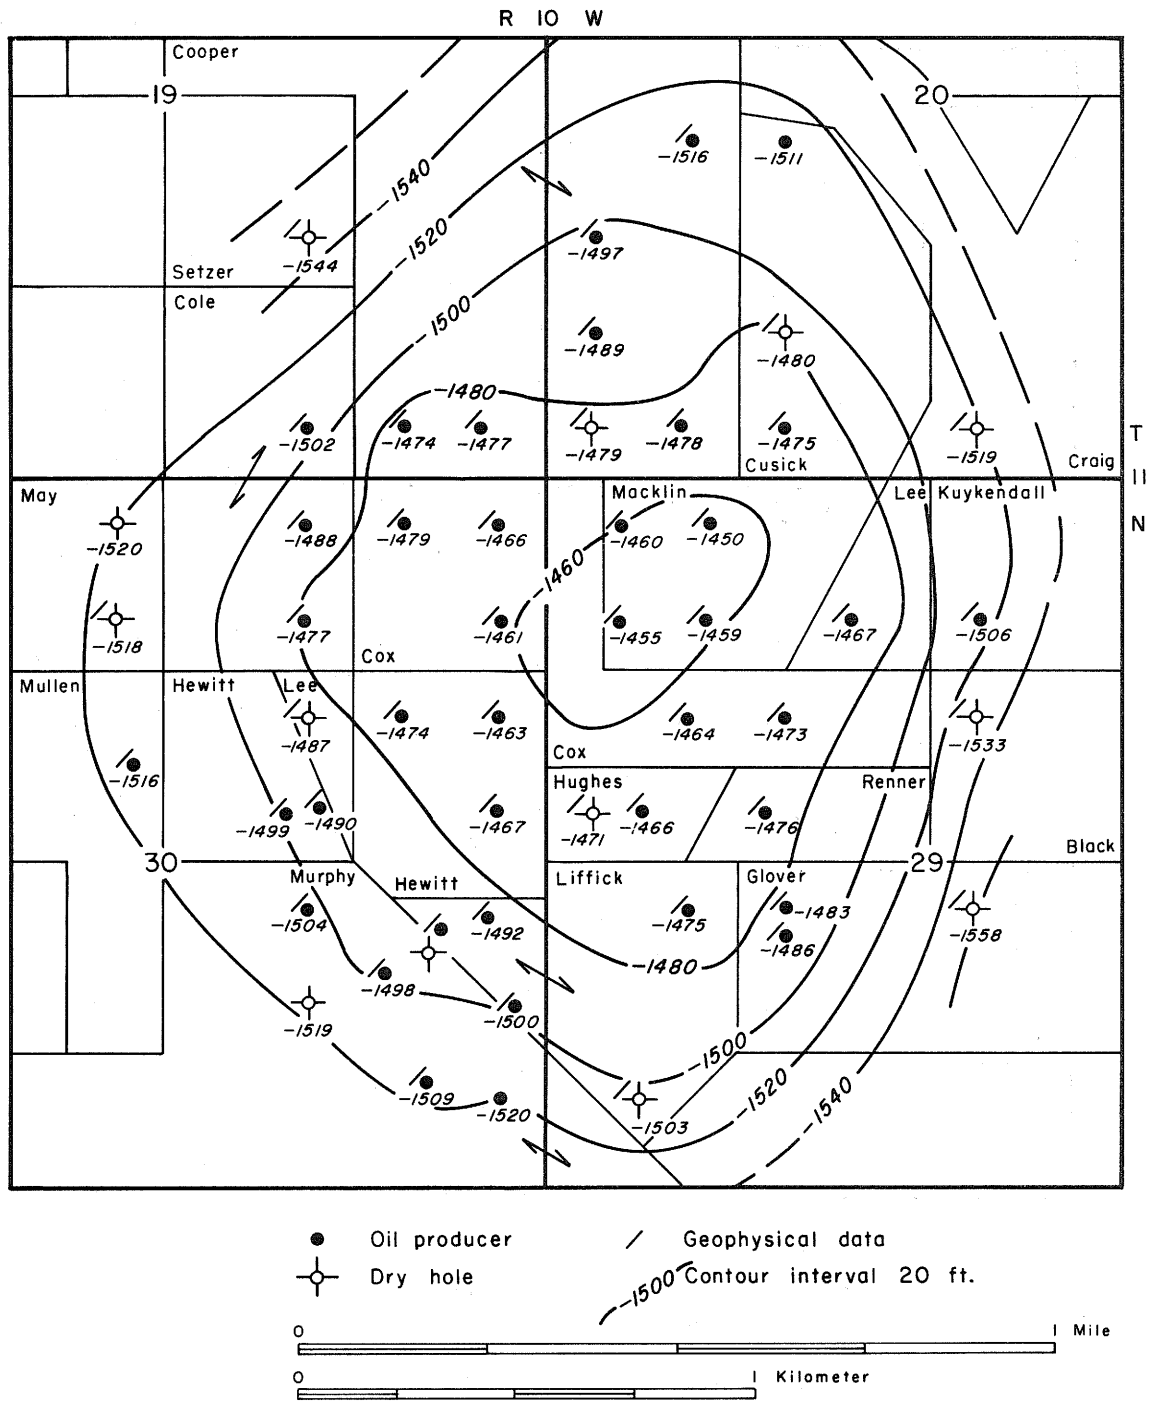 R 10 W
Cooper
19
20
-1516
-1511
-1540
-1520
-1497
-1544
Setzer
Cole
-1500
-1489
-1480
-1480
-1502
-1474
-1477
-1479
-1478
-1475
-1519
Cusick
Craig
T
11
N
May
Macklin
Lee
Kuykendall
-1520
-1488
-1479
-1466
-1460
-1450
-1460
-1518
-1477
-1461
-1455
-1459
-1467
-1506
Cox
Mullen
Hewitt
Lee
-1487
-1474
-1463
-1464
-1473
-1533
Cox
-1516
Hughes
Renner
-1499
-1490
-1467
-1471
-1466
-1476
Black
30
29
Murphy
Hewitt
Liffick
Glover
-1504
-1492
-1475
-1483
-1486
-1558
-1480
-1498
-1519
-1500
-1500
-1509
-1520
-1503
-1520
-1540
Oil producer
Geophysical data
Dry hole
-1500
Contour interval 20 ft.
0
1 Mile
0
1 Kilometer